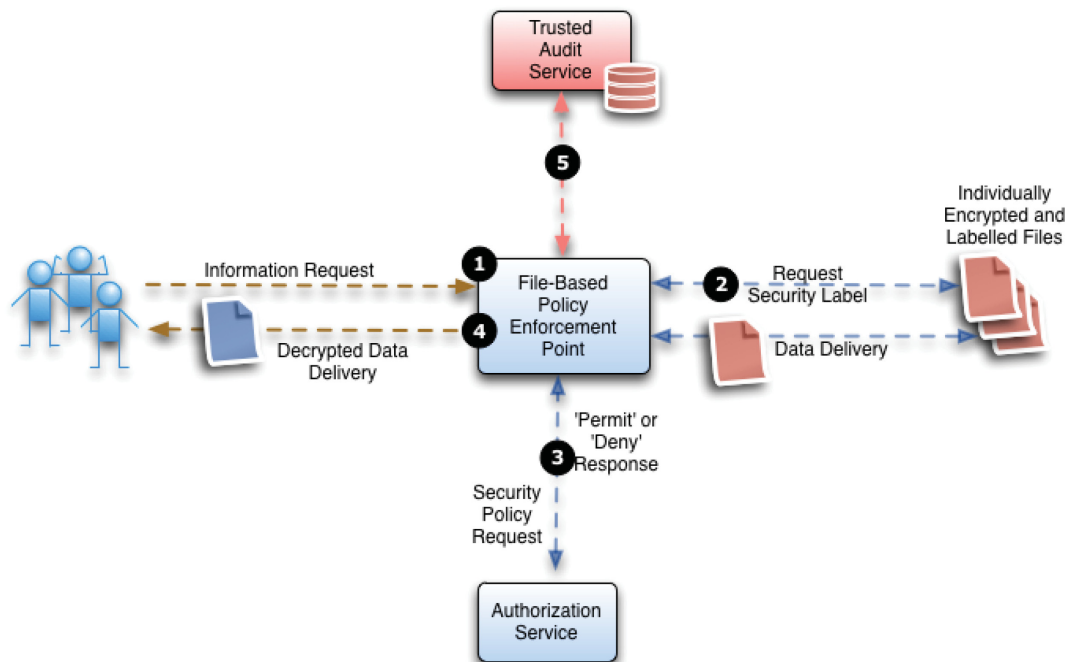 Trusted
Audit
Service
5
Individually
Encrypted and
Labelled Files
1
Information Request
File-Based
Policy
Enforcement
Point
2
Request
Security Label
4
Decrypted Data
Delivery
Data Delivery
'Permit' or
'Deny'
Response
3
Security
Policy
Request
Authorization
Service